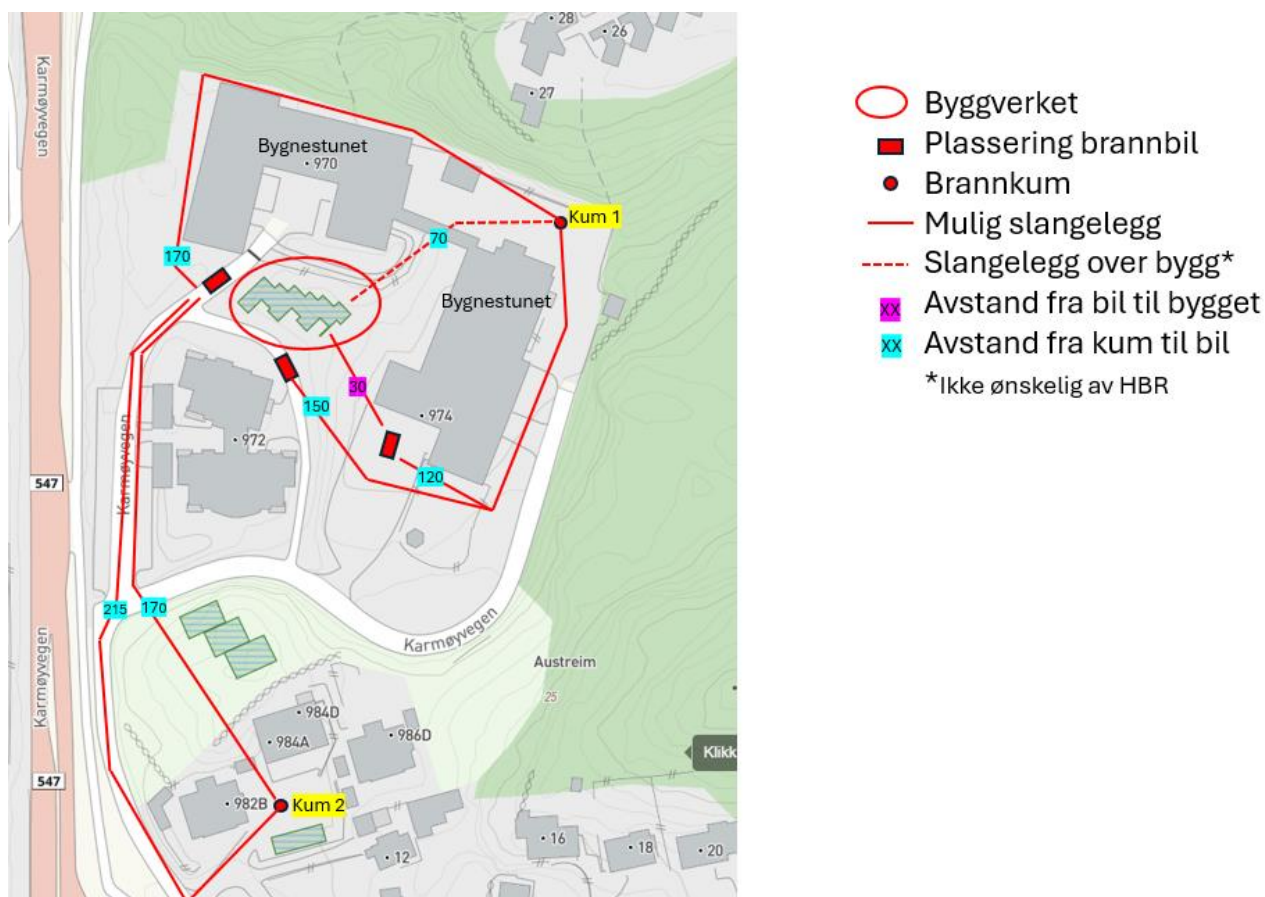 28
26
Karmøyvegen
27
Bygnestunet
970
Kum 1
70
170
Bygnestunet
30
150
974
972
120
Karmøyvegen
547
215
170
Karmøyvegen
Karmøyvegen
Austreim
25
984D
984A
986D
Klikk
547
982B
Kum 2
16
18
20
12
Byggverket
Plassering brannbil
Brannkum
Mulig slangelegg
Slangelegg over bygg*
xx Avstand fra bil til bygget
xx Avstand fra kum til bil
*Ikke ønskelig av HBR